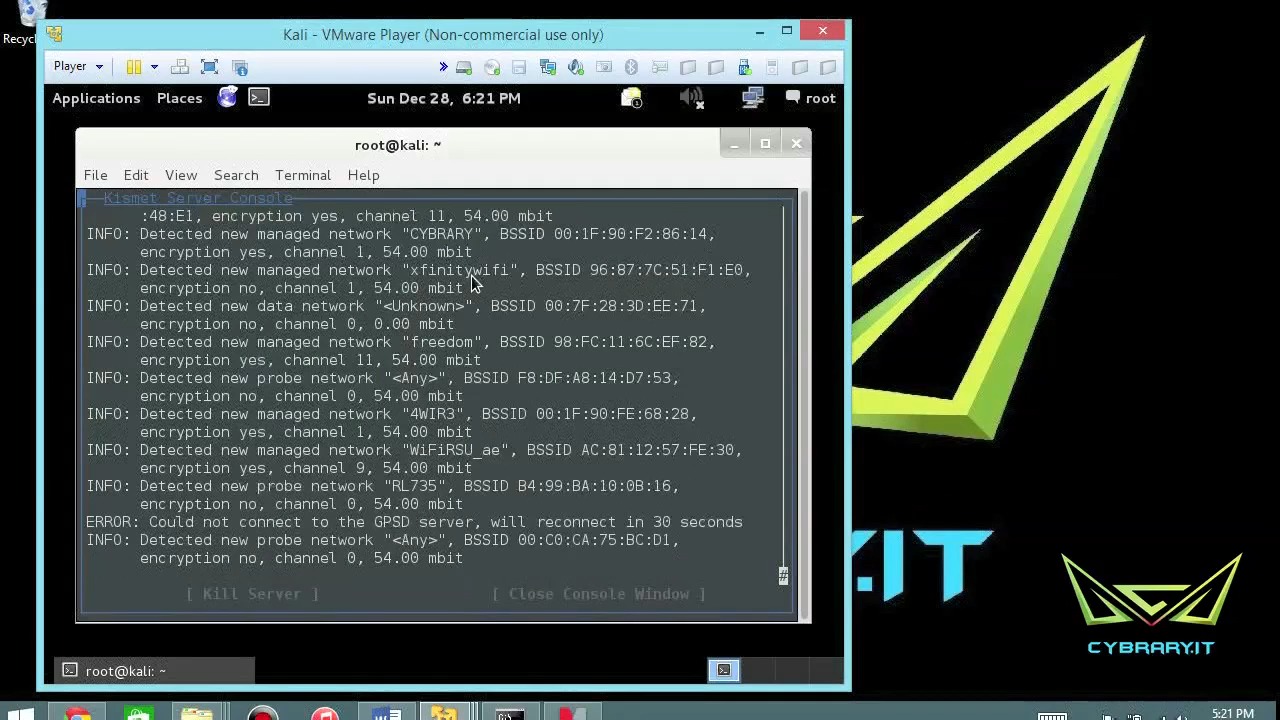 Recyc
Kali - VMware Player (Non-commercial use only)
Player
Applications Places Sun Dec 28, 6:21 PM root
root@kali: ~
File Edit View Search Terminal Help
Kismet Server Console
:48:E1, encryption yes, channel 11, 54.00 mbit
INFO: Detected new managed network "CYBRARY", BSSID 00:1F:90:F2:86:14,
encryption yes, channel 1, 54.00 mbit
INFO: Detected new managed network "xfinitywifi", BSSID 96:87:7C:51:F1:E0,
encryption no, channel 1, 54.00 mbit
INFO: Detected new data network "<Unknown>", BSSID 00:7F:28:3D:EE:71,
encryption no, channel 0, 0.00 mbit
INFO: Detected new managed network "freedom", BSSID 98:FC:11:6C:EF:82,
encryption yes, channel 11, 54.00 mbit
INFO: Detected new probe network "<Any>", BSSID F8:DF:A8:14:D7:53,
encryption no, channel 0, 54.00 mbit
INFO: Detected new managed network "4WIR3", BSSID 00:1F:90:FE:68:28,
encryption yes, channel 1, 54.00 mbit
INFO: Detected new managed network "WiFiRSU_ae", BSSID AC:81:12:57:FE:30,
encryption yes, channel 9, 54.00 mbit
INFO: Detected new probe network "RL735", BSSID B4:99:BA:10:0B:16,
encryption no, channel 0, 54.00 mbit
ERROR: Could not connect to the GPSD server, will reconnect in 30 seconds
INFO: Detected new probe network "<Any>", BSSID 00:C0:CA:75:BC:D1,
encryption no, channel 0, 54.00 mbit
#
[ Kill Server ] [ Close Console Window ]
root@kali: ~
.IT
CYBRARY.IT
5:21 PM